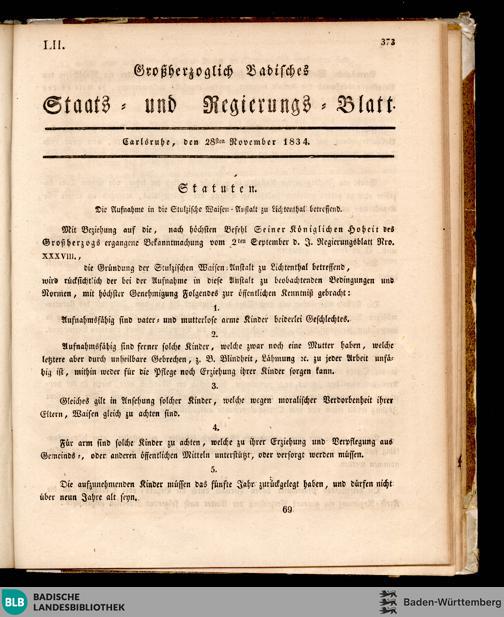 LII.
373
Großherzoglich Badisches
Staats- und Regierungs-Blatt.
Carlsruhe, den 28sten November 1834.
Statuten.
Die Aufnahme in die Stulzische Waisen-Anstalt zu Lichtenthal betreffend.
Mit Beziehung auf die, nach höchsten Befehl Seiner Königlichen Hoheit des
Großherzogs ergangene Bekanntmachung vom 2ten September d. J. Regierungsblatt Nro.
XXXVIII.,
die Gründung der Stulzischen Waisen-Anstalt zu Lichtenthal betreffend,
wird rücksichtlich der bei der Aufnahme in diese Anstalt zu beobachtenden Bedingungen und
Normen, mit höchster Genehmigung Folgendes zur öffentlichen Kenntniß gebracht:
1.
Aufnahmsfähig sind vater- und mutterlose arme Kinder beiderlei Geschlechtes.
2.
Aufnahmsfähig sind ferner solche Kinder, welche zwar noch eine Mutter haben, welche
letztere aber durch unheilbare Gebrechen, z. B. Blindheit, Lähmung ꝛc. zu jeder Arbeit unfä-
hig ist, mithin weder für die Pflege noch Erziehung ihrer Kinder sorgen kann.
3.
Gleiches gilt in Ansehung solcher Kinder, welche wegen moralischer Verdorbenheit ihrer
Eltern, Waisen gleich zu achten sind.
4.
Für arm sind solche Kinder zu achten, welche zu ihrer Erziehung und Verpflegung aus
Gemeinds-, oder anderen öffentlichen Mitteln unterstützt, oder versorgt werden müssen.
5.
Die aufzunehmenden Kinder müssen das fünfte Jahr zurückgelegt haben, und dürfen nicht
über neun Jahre alt seyn.
69
BLB BADISCHE
LANDESBIBLIOTHEK
Baden-Württemberg